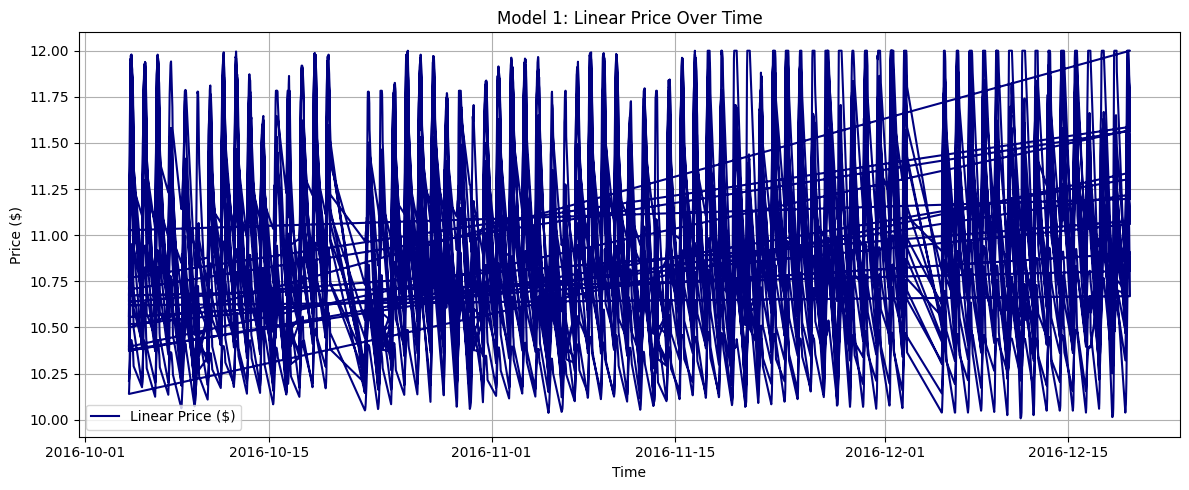 Model 1: Linear Price Over Time
Price ($)
12.00
11.75
11.50
11.25
11.00
10.75
10.50
10.25
10.00
Linear Price ($)
2016-10-01 2016-10-15 2016-11-01 2016-11-15 2016-12-01 2016-12-15
Time